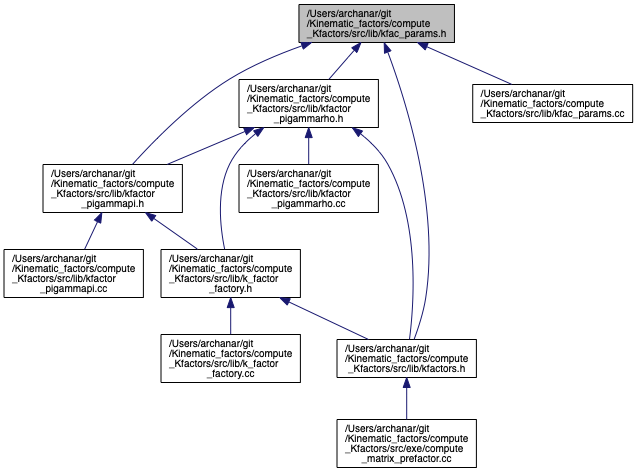 /Users/archanar/git
/Kinematic_factors/compute
_Kfactors/src/lib/kfac_params.h
/Users/archanar/git
/Kinematic_factors/compute
_Kfactors/src/lib/kfactor
_pigammarho.h
/Users/archanar/git
/Kinematic_factors/compute
_Kfactors/src/lib/kfac_params.cc
/Users/archanar/git
/Kinematic_factors/compute
_Kfactors/src/lib/kfactor
_pigammapi.h
/Users/archanar/git
/Kinematic_factors/compute
_Kfactors/src/lib/kfactor
_pigammarho.cc
/Users/archanar/git
/Kinematic_factors/compute
_Kfactors/src/lib/kfactor
_pigammapi.cc
/Users/archanar/git
/Kinematic_factors/compute
_Kfactors/src/lib/k_factor
_factory.h
/Users/archanar/git
/Kinematic_factors/compute
_Kfactors/src/lib/k_factor
_factory.cc
/Users/archanar/git
/Kinematic_factors/compute
_Kfactors/src/lib/kfactors.h
/Users/archanar/git
/Kinematic_factors/compute
_Kfactors/src/exe/compute
_matrix_prefactor.cc